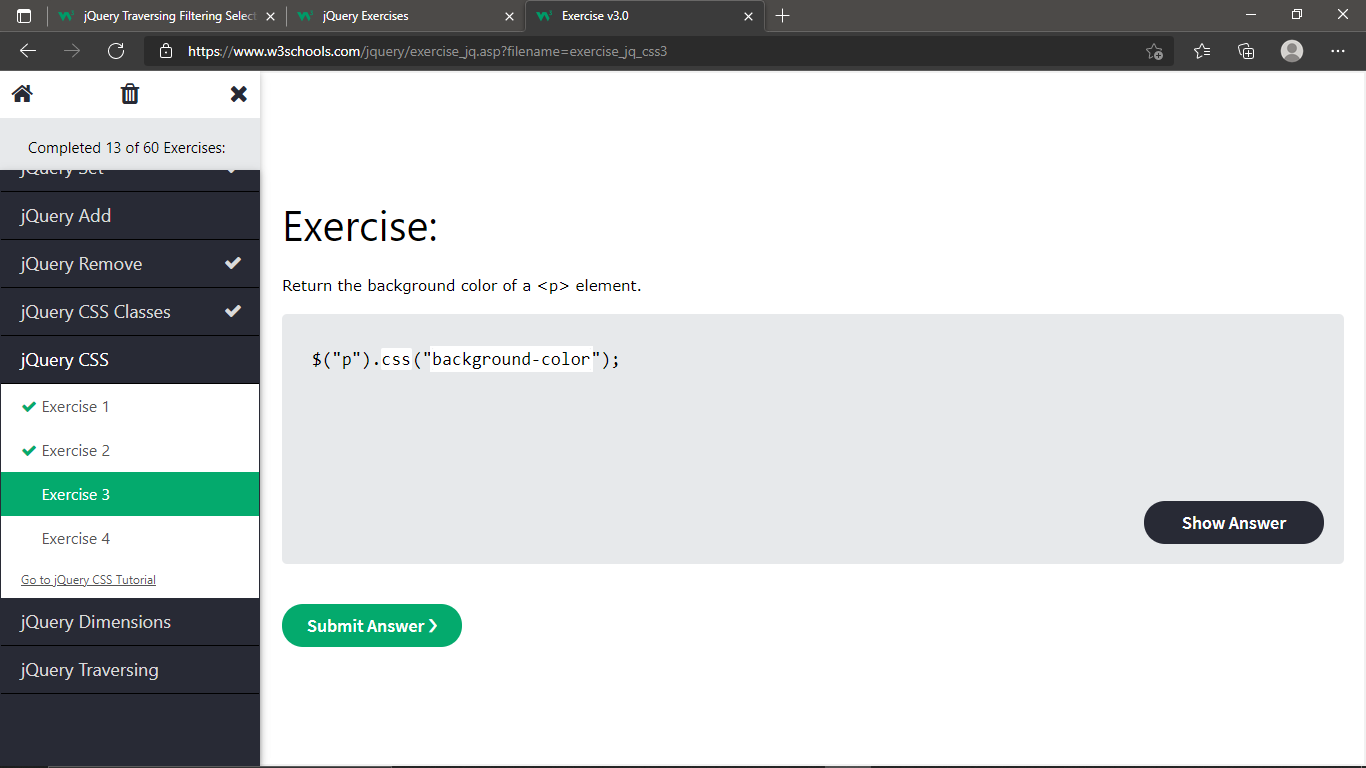 jQuery Traversing Filtering Select
jQuery Exercises
Exercise v3.0
https://www.w3schools.com/jquery/exercise_jq.asp?filename=exercise_jq_css3
Completed 13 of 60 Exercises:
jQuery Set
jQuery Add
jQuery Remove
jQuery CSS Classes
jQuery CSS
Exercise 1
Exercise 2
Exercise 3
Exercise 4
Go to jQuery CSS Tutorial
jQuery Dimensions
jQuery Traversing
Exercise:
Return the background color of a <p> element.
$("p").css("background-color");
Show Answer
Submit Answer ❯